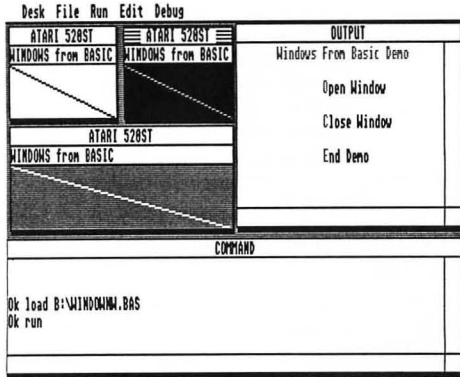 Desk File Run Edit Debug
ATARI 520ST
WINDOWS from BASIC
ATARI 520ST
WINDOWS from BASIC
ATARI 520ST
WINDOWS from BASIC
OUTPUT
Windows From Basic Demo
Open Window
Close Window
End Demo
COMMAND
Ok load B:\WINDOWNW.BAS
Ok run